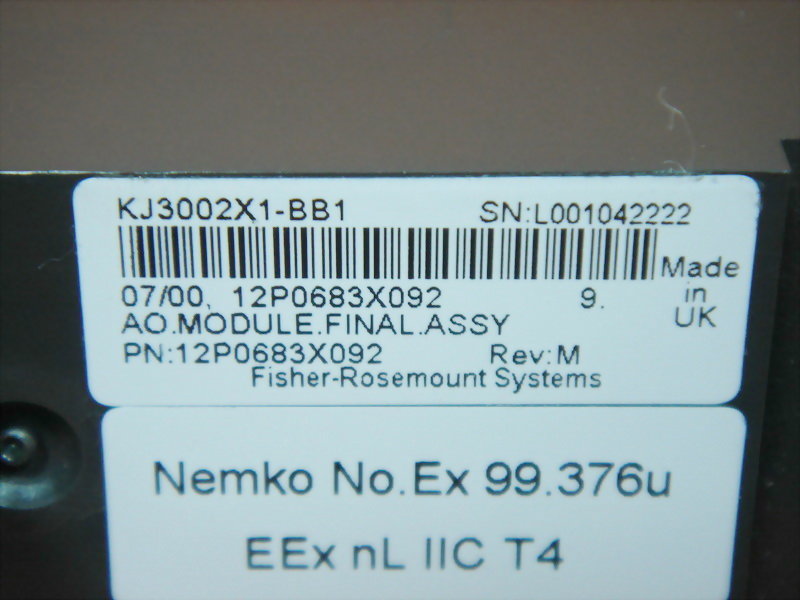 KJ3002X1-BB1 SN:L001042222
Made in UK
07/00, 12P0683X092 9.
AO.MODULE.FINAL.ASSY
PN:12P0683X092 Rev:M
Fisher-Rosemount Systems
Nemko No.Ex 99.376u
EEx nL IIC T4